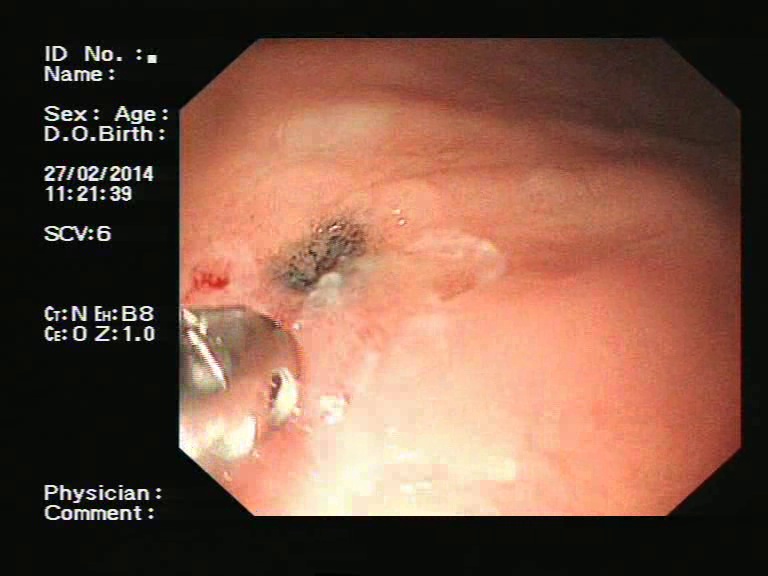 ID No. :
Name:
Sex: Age:
D.O.Birth:
27/02/2014
11:21:39
SCV:6
CT:N EH:B8
CE:0 Z:1.0
Physician:
Comment: